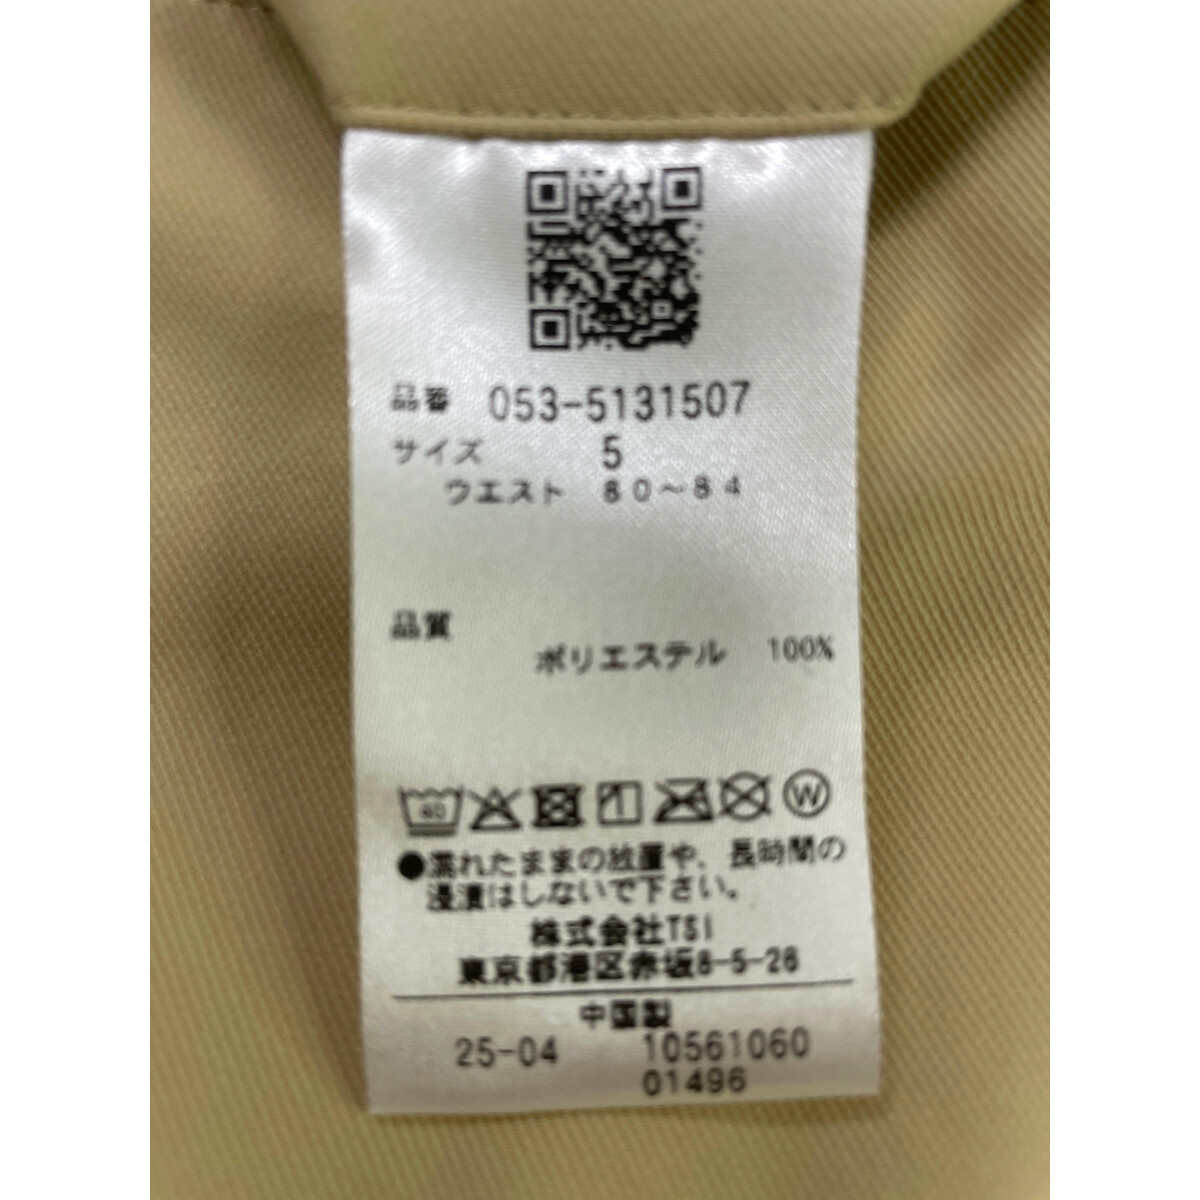 品番 053-5131507
サイズ 5
ウエスト 80～84
品質
ポリエステル 100%
40
W
●濡れたままの放置や、長時間の
浸漬はしないで下さい。
株式会社TSI
東京都港区赤坂8-5-26
中国製
25-04 10561060
01496